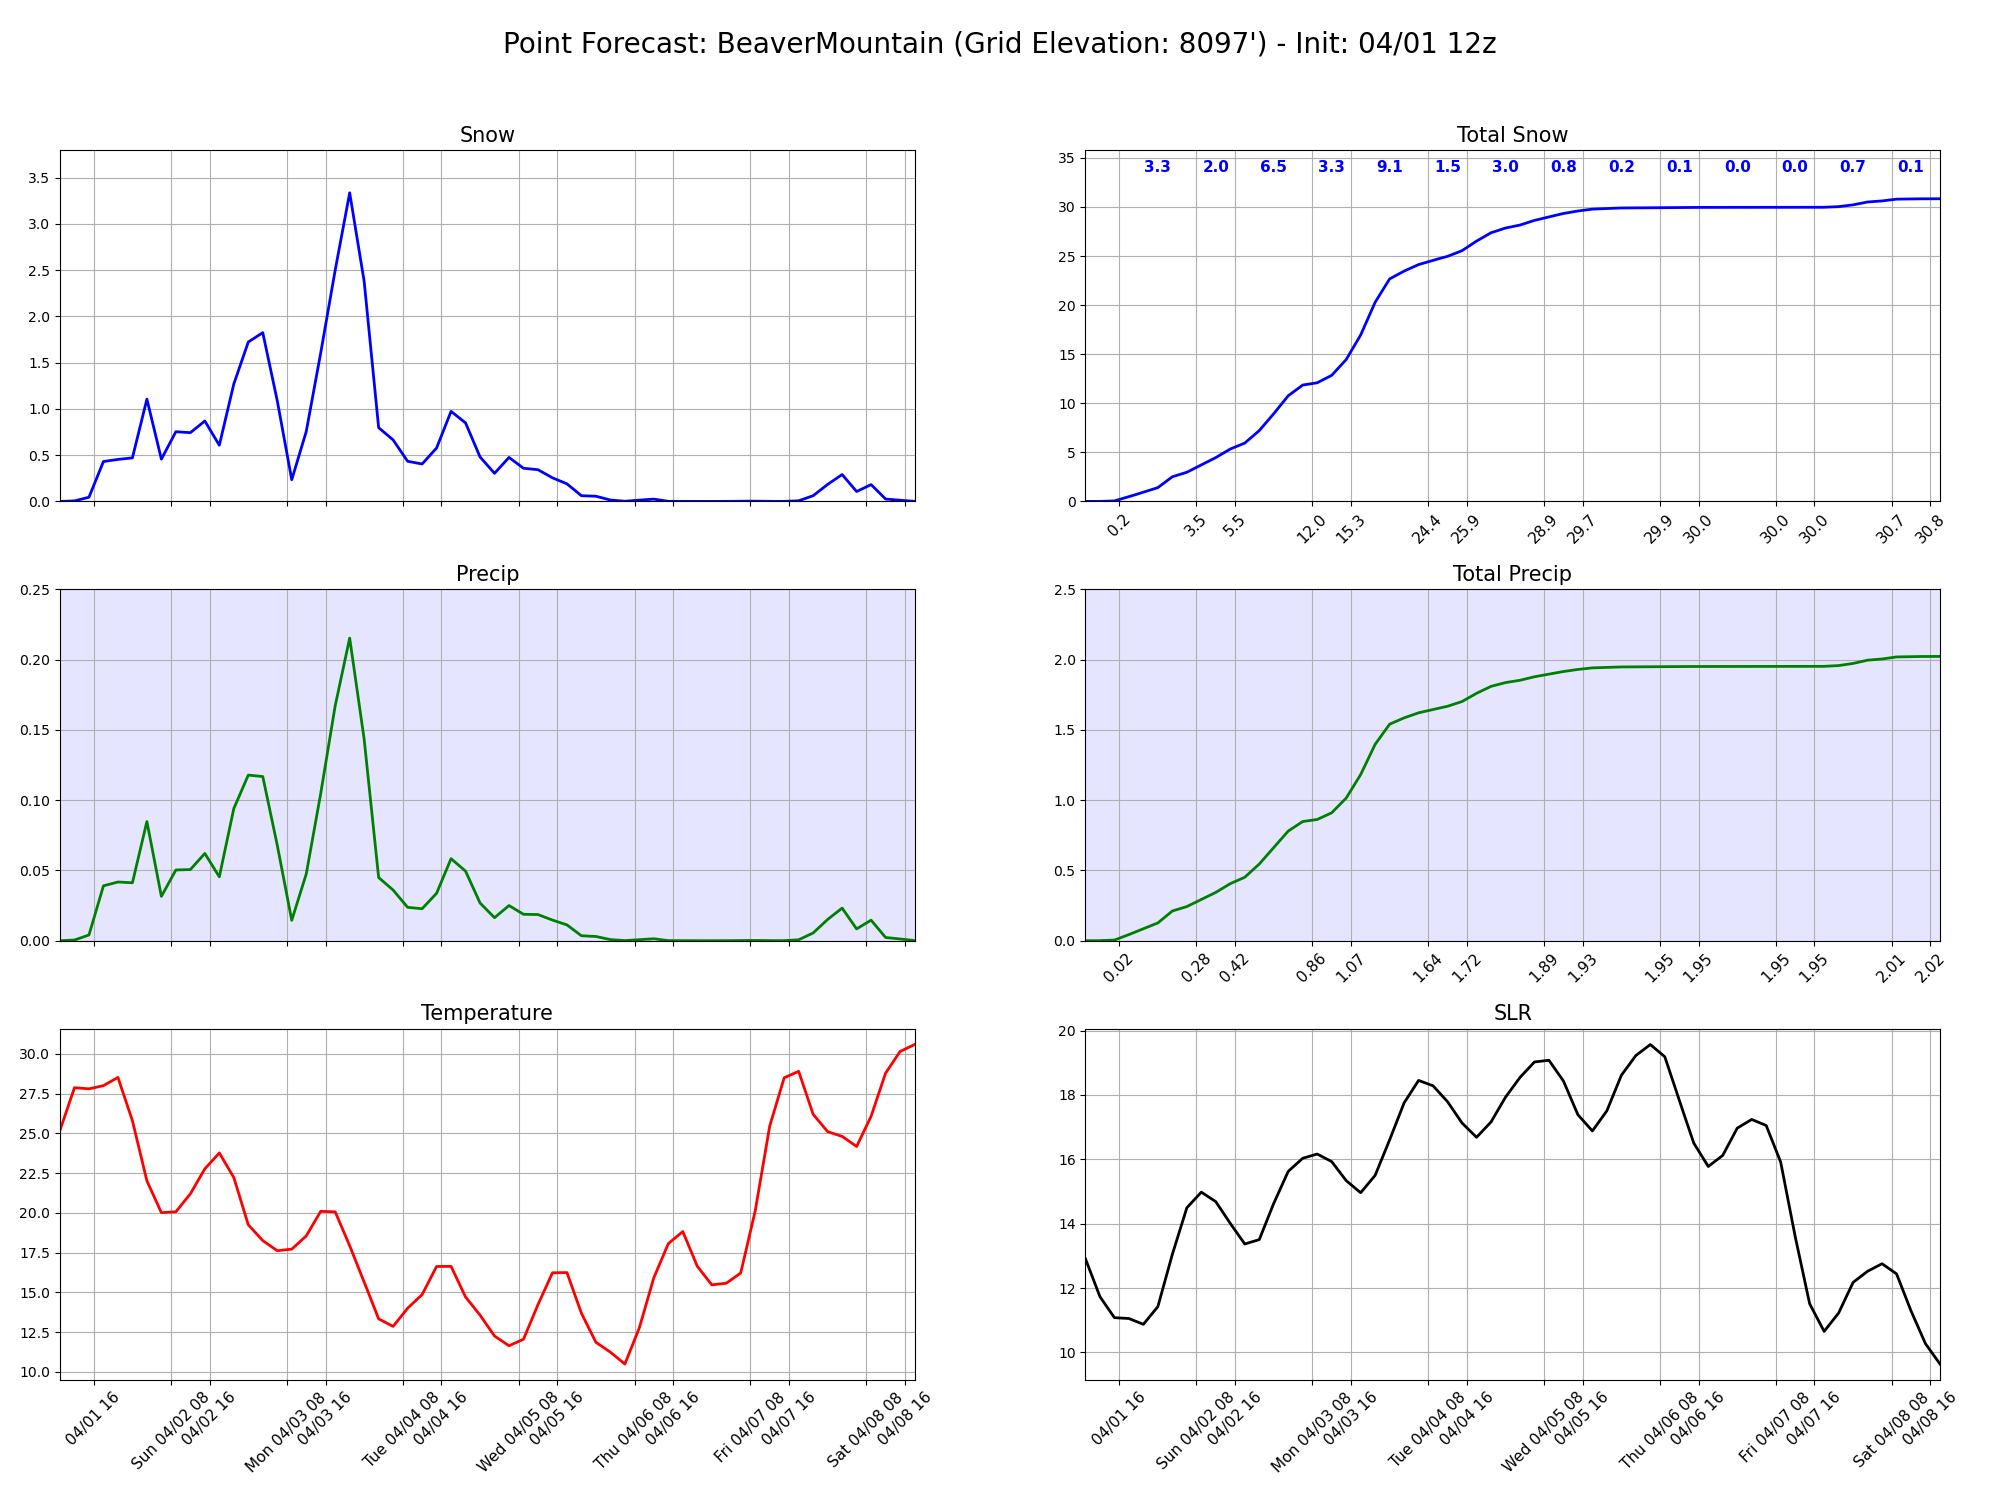 Point Forecast: BeaverMountain (Grid Elevation: 8097') - Init: 04/01 12z
Snow
3.5
3.0
2.5
2.0
1.5
1.0
0.5
0.0
Total Snow
35
30
25
20
15
10
5
0
3.3 2.0 6.5 3.3 9.1 1.5 3.0 0.8 0.2 0.1 0.0 0.0 0.7 0.1
0.2 3.5 5.5 12.0 15.3 24.4 25.9 28.9 29.7 29.9 30.0 30.0 30.0 30.7 30.8
Precip
0.25
0.20
0.15
0.10
0.05
0.00
Total Precip
2.5
2.0
1.5
1.0
0.5
0.0
0.02 0.28 0.42 0.86 1.07 1.64 1.72 1.89 1.93 1.95 1.95 1.95 1.95 2.01 2.02
Temperature
30.0
27.5
25.0
22.5
20.0
17.5
15.0
12.5
10.0
04/01 16
Sun 04/02 08
04/02 16
Mon 04/03 08
04/03 16
Tue 04/04 08
04/04 16
Wed 04/05 08
04/05 16
Thu 04/06 08
04/06 16
Fri 04/07 08
04/07 16
Sat 04/08 08
04/08 16
SLR
20
18
16
14
12
10
04/01 16
Sun 04/02 08
04/02 16
Mon 04/03 08
04/03 16
Tue 04/04 08
04/04 16
Wed 04/05 08
04/05 16
Thu 04/06 08
04/06 16
Fri 04/07 08
04/07 16
Sat 04/08 08
04/08 16